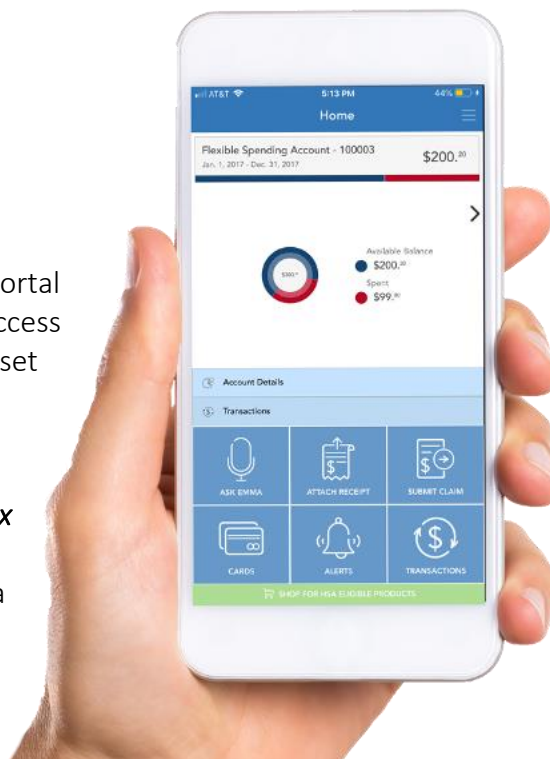 ortal
ccess
set
x
a
AT&T 5:13 PM 44%
Home
Flexible Spending Account - 100003
Jan. 1, 2017 - Dec. 31, 2017
$200.20
Available Balance
$200.20
Spent
$99.80
Account Details
Transactions
ASK EMMA ATTACH RECEIPT SUBMIT CLAIM
CARDS ALERTS TRANSACTIONS
SHOP FOR HSA ELIGIBLE PRODUCTS